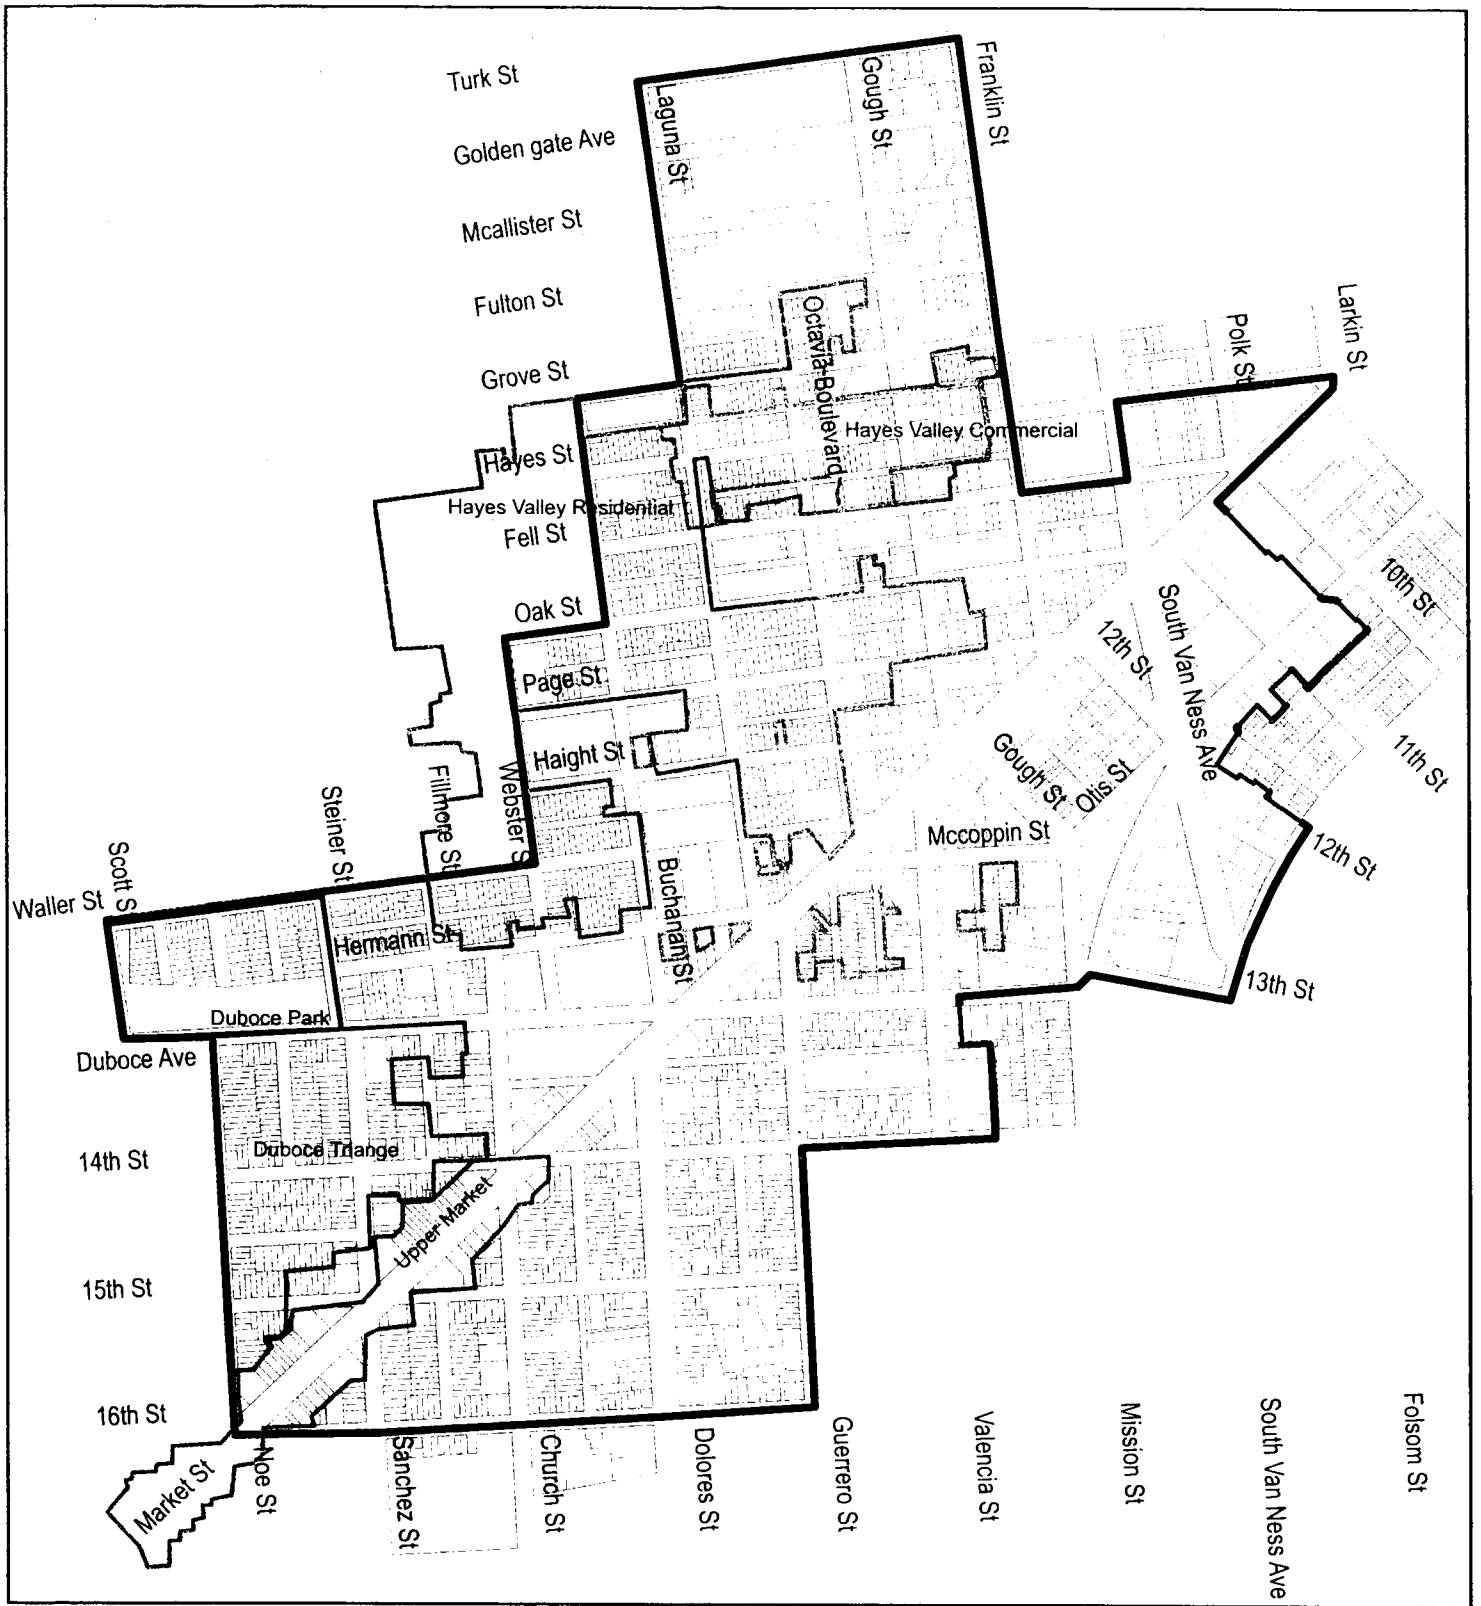 Turk St
Golden gate Ave
Mcallister St
Fulton St
Grove St
Hayes St
Hayes Valley Residential
Fell St
Oak St
Page St
Haight St
Laguna St
Gough St
Franklin St
Octavia Boulevard
Hayes Valley Commercial
Polk St
Larkin St
10th St
11th St
12th St
South Van Ness Ave
12th St
Gough St
Otis St
Mccoppin St
13th St
Scott S
Steiner St
Fillmore St
Webster S
Buchanan St
Waller St
Hermann St
Duboce Park
Duboce Ave
Duboce Triange
14th St
Upper Market
15th St
16th St
Market St
Noe St
Sanchez St
Church St
Dolores St
Guerrero St
Valencia St
Mission St
South Van Ness Ave
Folsom St